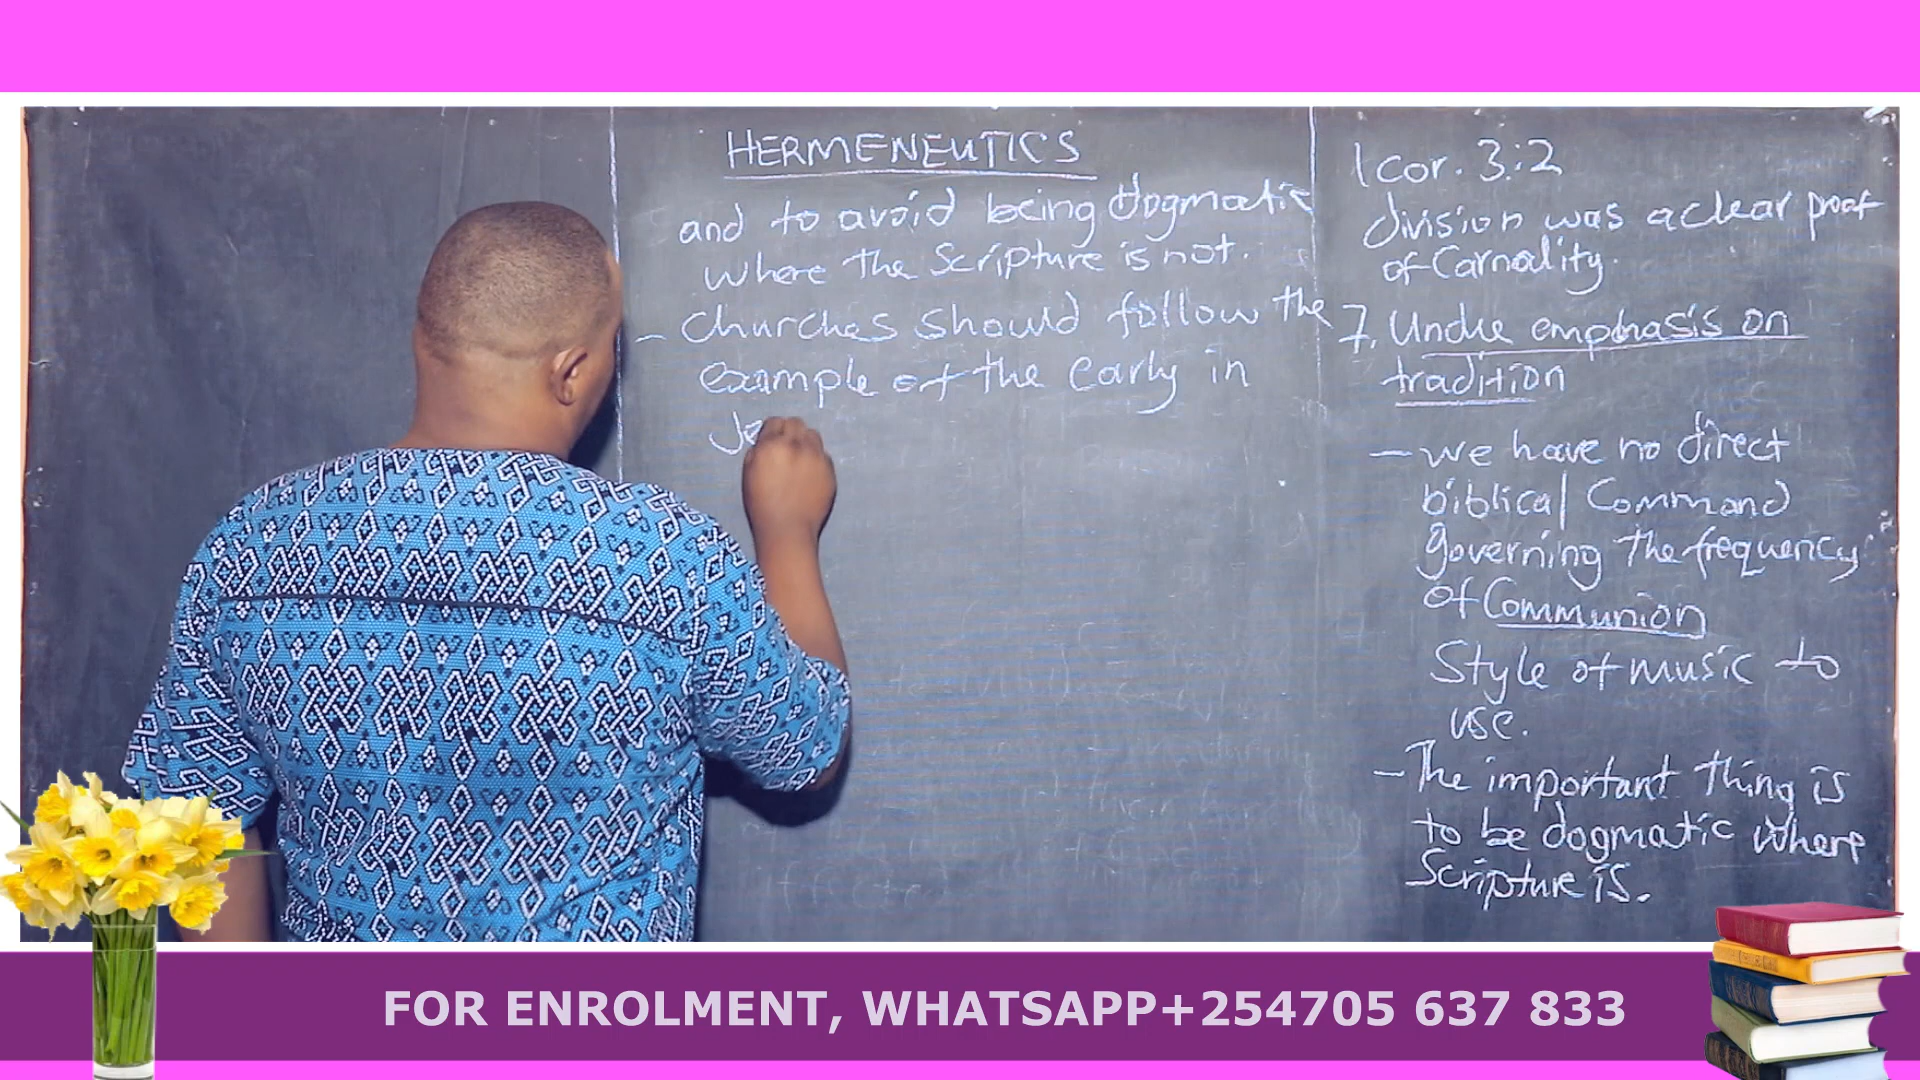 HERMENEUTICS
and to avoid being dogmatic
where the Scripture is not.
- Churches should follow the
example of the early in
Je
1 Cor. 3:2
division was a clear proof
of Carnality.
7. Undue emphasis on
tradition
- we have no direct
biblical Command
governing the frequency
of Communion
Style of music to
use.
- The important thing is
to be dogmatic where
Scripture is.
FOR ENROLMENT, WHATSAPP+254705 637 833